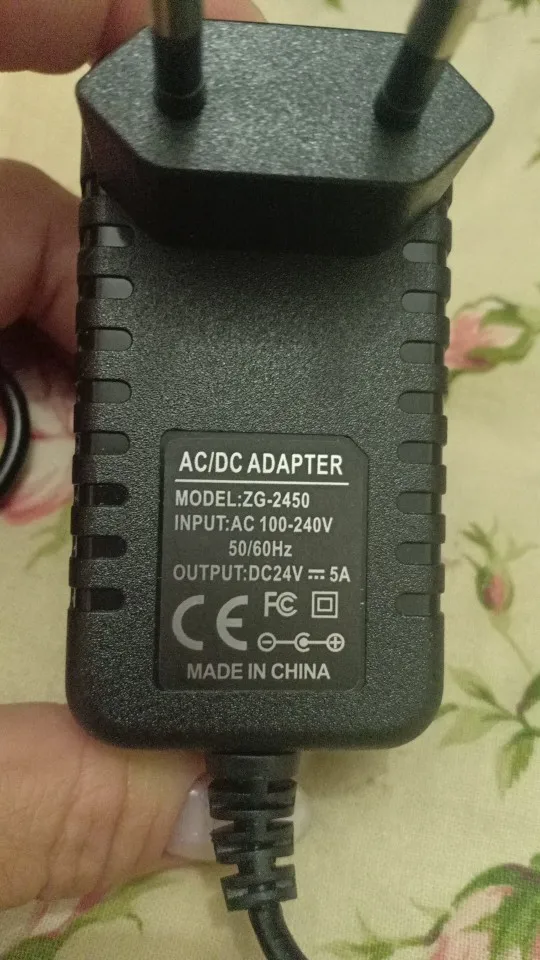 AC/DC ADAPTER
MODEL:ZG-2450
INPUT:AC 100-240V
50/60Hz
OUTPUT:DC24V ⎓ 5A
CE FC
MADE IN CHINA